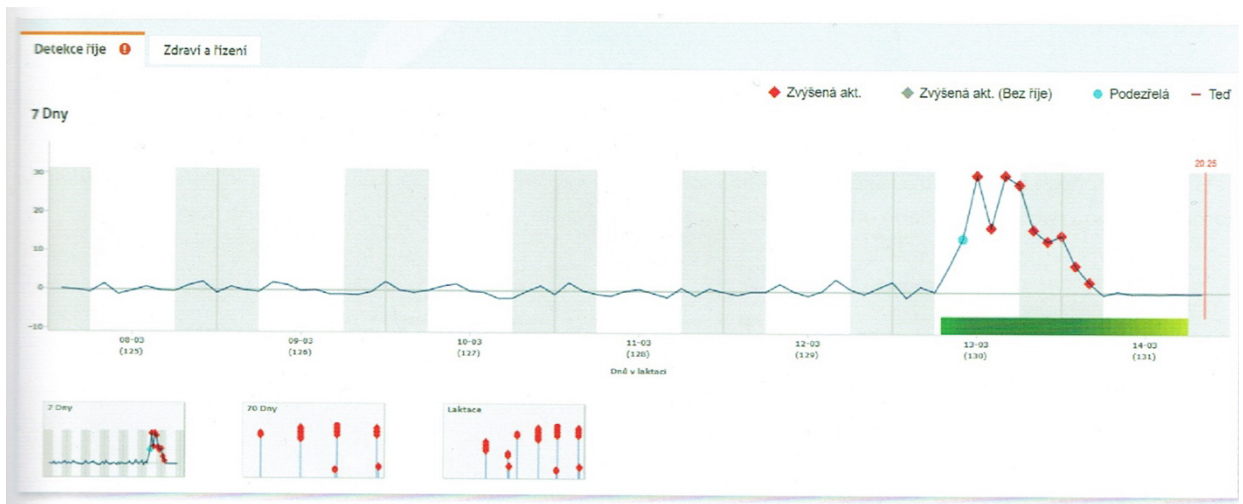 Detekce říje
Zdraví a řízení
Zvýšená akt.
Zvýšená akt. (Bez říje)
Podezřelá
Teď
7 Dny
20 25
30
20
10
0
-10
08-03
(125)
09-03
(126)
10-03
(127)
11-03
(128)
12-03
(129)
13-03
(130)
14-03
(131)
Dnů v laktaci
7 Dny
70 Dny
Laktace